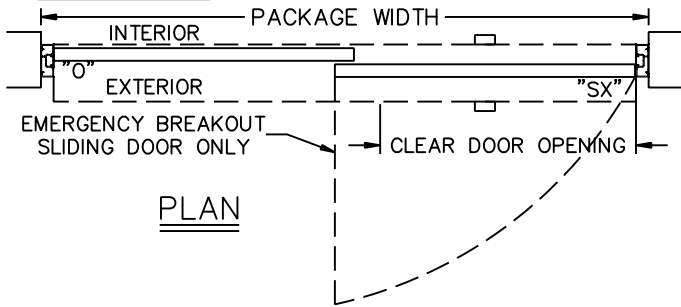 PACKAGE WIDTH
INTERIOR
"O"
EXTERIOR
"SX"
EMERGENCY BREAKOUT
SLIDING DOOR ONLY
CLEAR DOOR OPENING
PLAN